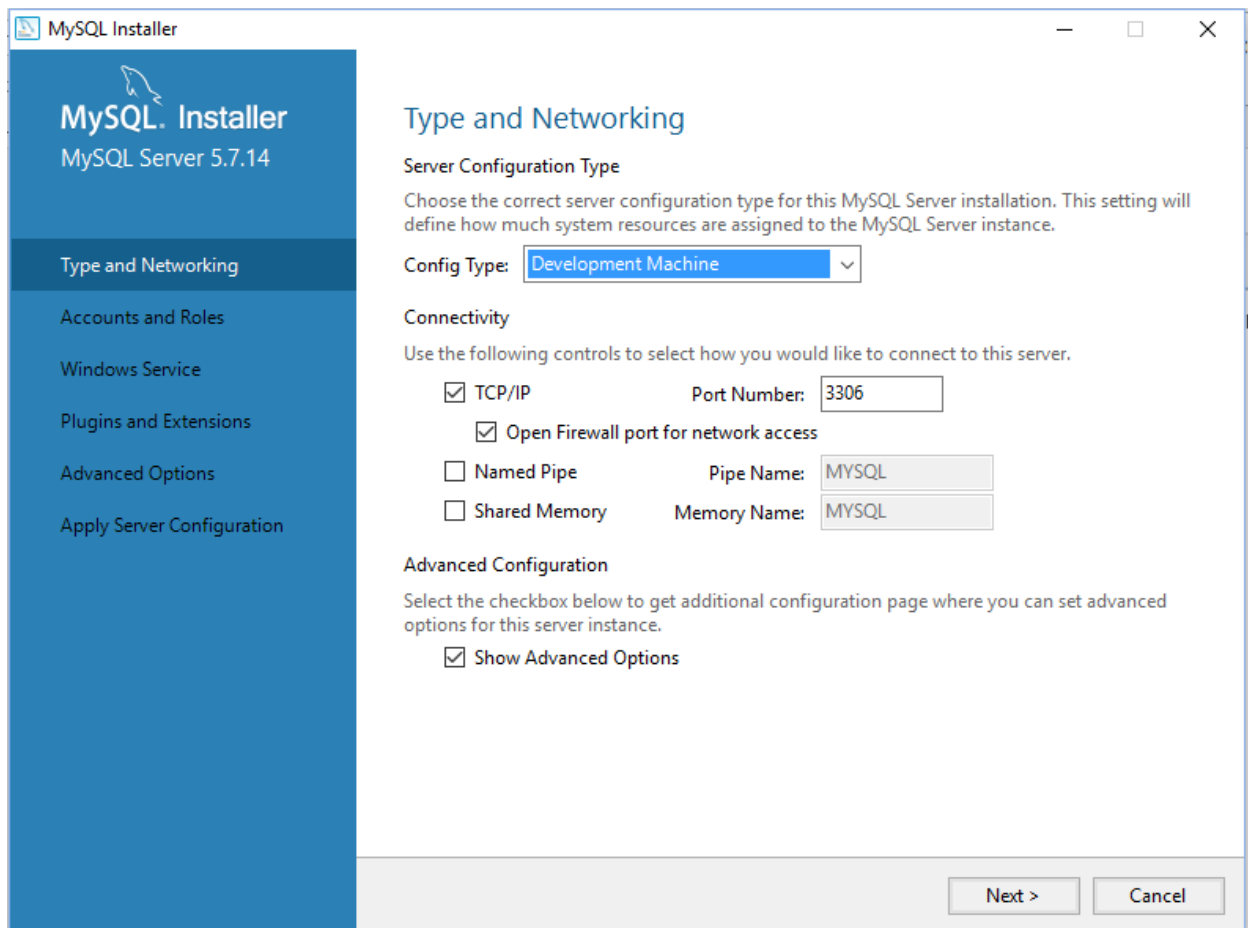 MySQL Installer
MySQL. Installer
MySQL Server 5.7.14
Type and Networking
Accounts and Roles
Windows Service
Plugins and Extensions
Advanced Options
Apply Server Configuration
Type and Networking
Server Configuration Type
Choose the correct server configuration type for this MySQL Server installation. This setting will
define how much system resources are assigned to the MySQL Server instance.
Config Type: Development Machine
Connectivity
Use the following controls to select how you would like to connect to this server.
TCP/IP Port Number: 3306
Open Firewall port for network access
Named Pipe Pipe Name: MYSQL
Shared Memory Memory Name: MYSQL
Advanced Configuration
Select the checkbox below to get additional configuration page where you can set advanced
options for this server instance.
Show Advanced Options
Next > Cancel